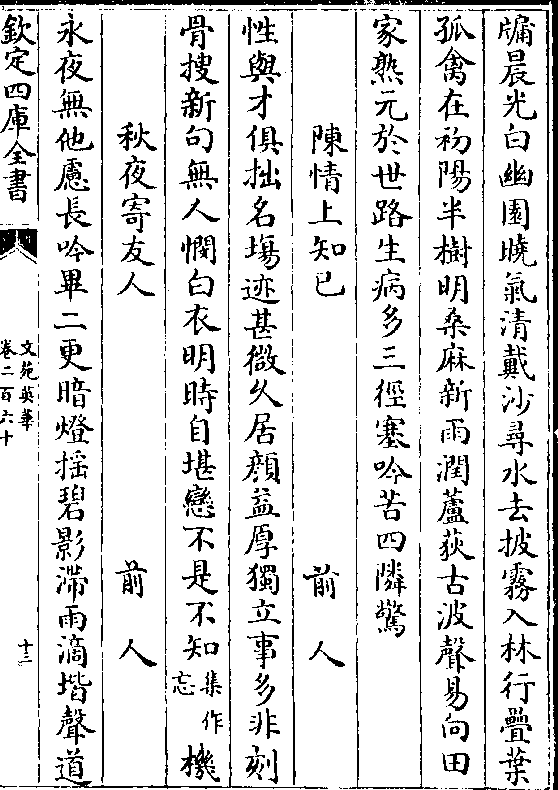 牖晨光白幽園曉氣清戴沙尋水去披霧入林行疊葉
孤禽在初陽半樹明桑麻新雨潤蘆荻古波聲易向田
家熟元於世路生病多三徑塞吟苦四隣驚
陳情上知已 前人
性與才俱拙名塲迹甚微久居顔益厚獨立事多非刻
骨搜新句無人憫白衣明時自堪戀不是不知集作忘機
秋夜寄友人 前人
永夜無他慮長吟畢二更暗燈揺碧影滯雨滴堦聲道
欽定四庫全書
文苑英華
卷二百六十
十三